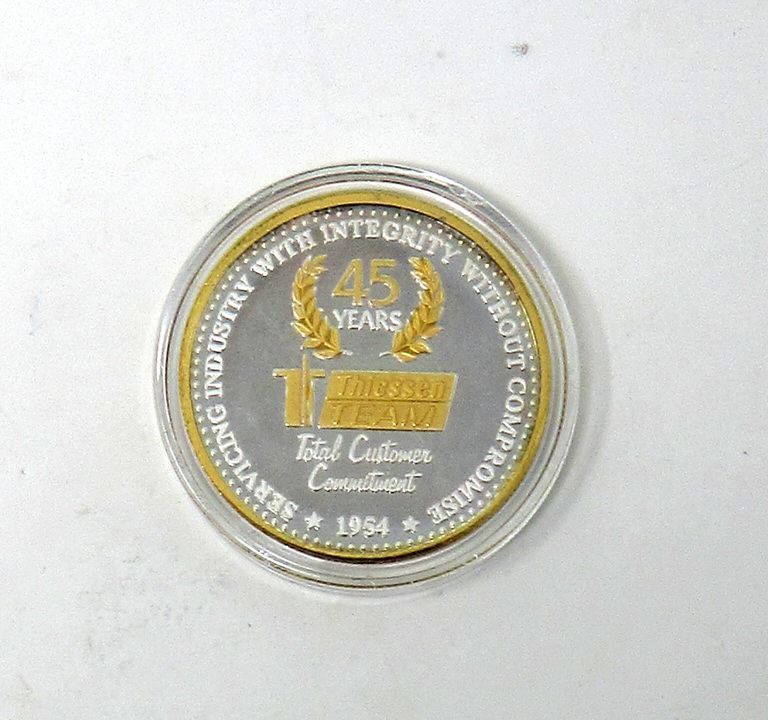 SERVICING INDUSTRY WITH INTEGRITY WITHOUT COMPROMISE
45
YEARS
Thiessen
TEAM
Total Customer
Commitment
★ 1954 ★